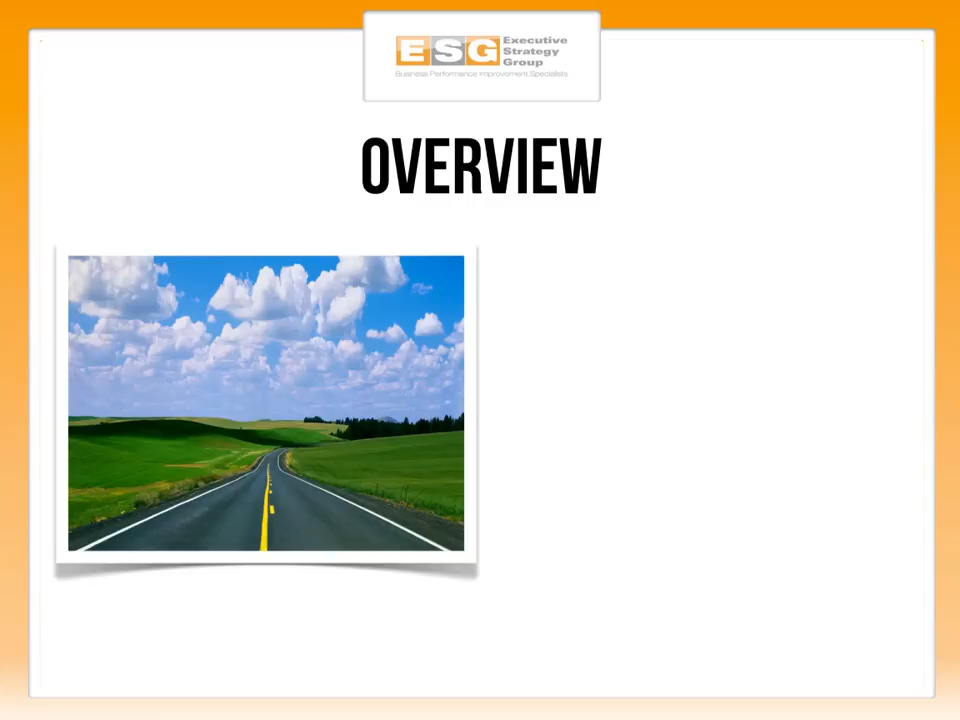 ESG Executive
Strategy
Group
Business Performance Improvement Specialists
OVERVIEW